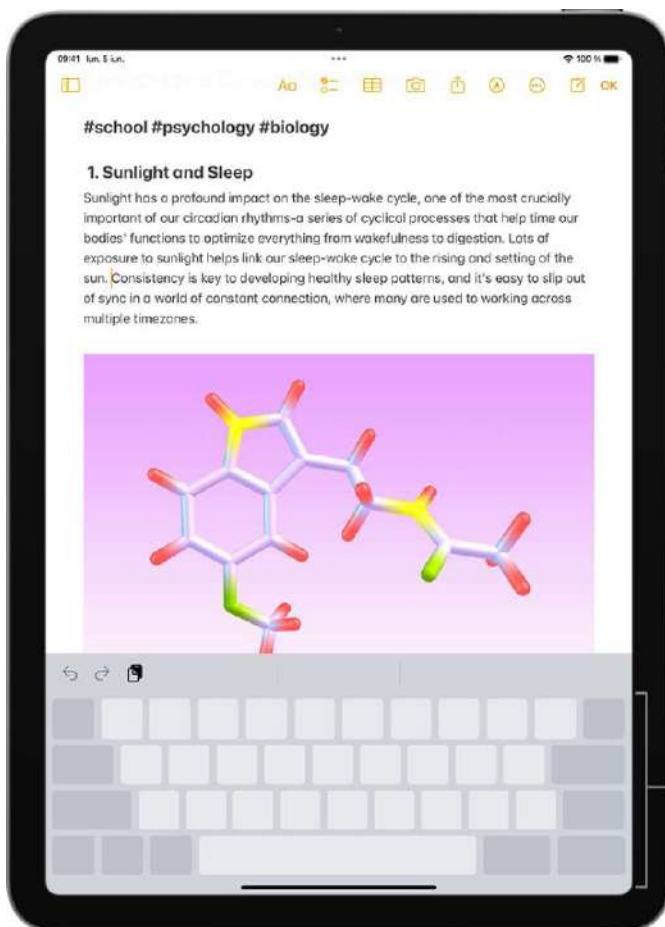 09:41 lun. 5 iun.
100 %
Aa
OK
#school #psychology #biology
1. Sunlight and Sleep
Sunlight has a profound impact on the sleep-wake cycle, one of the most crucially
important of our circadian rhythms-a series of cyclical processes that help time our
bodies' functions to optimize everything from wakefulness to digestion. Lots of
exposure to sunlight helps link our sleep-wake cycle to the rising and setting of the
sun. Consistency is key to developing healthy sleep patterns, and it's easy to slip out
of sync in a world of constant connection, where many are used to working across
multiple timezones.